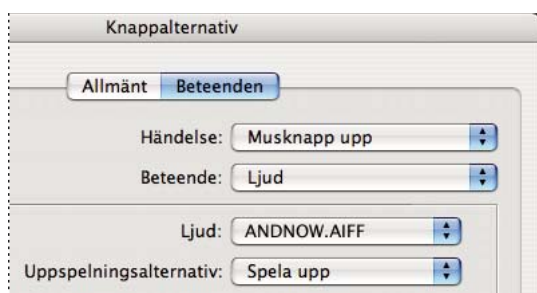 Knappalternativ
Allmänt Beteenden
Händelse: Musknapp upp
Beteende: Ljud
Ljud: ANDNOW.AIFF
Uppspelningsalternativ: Spela upp